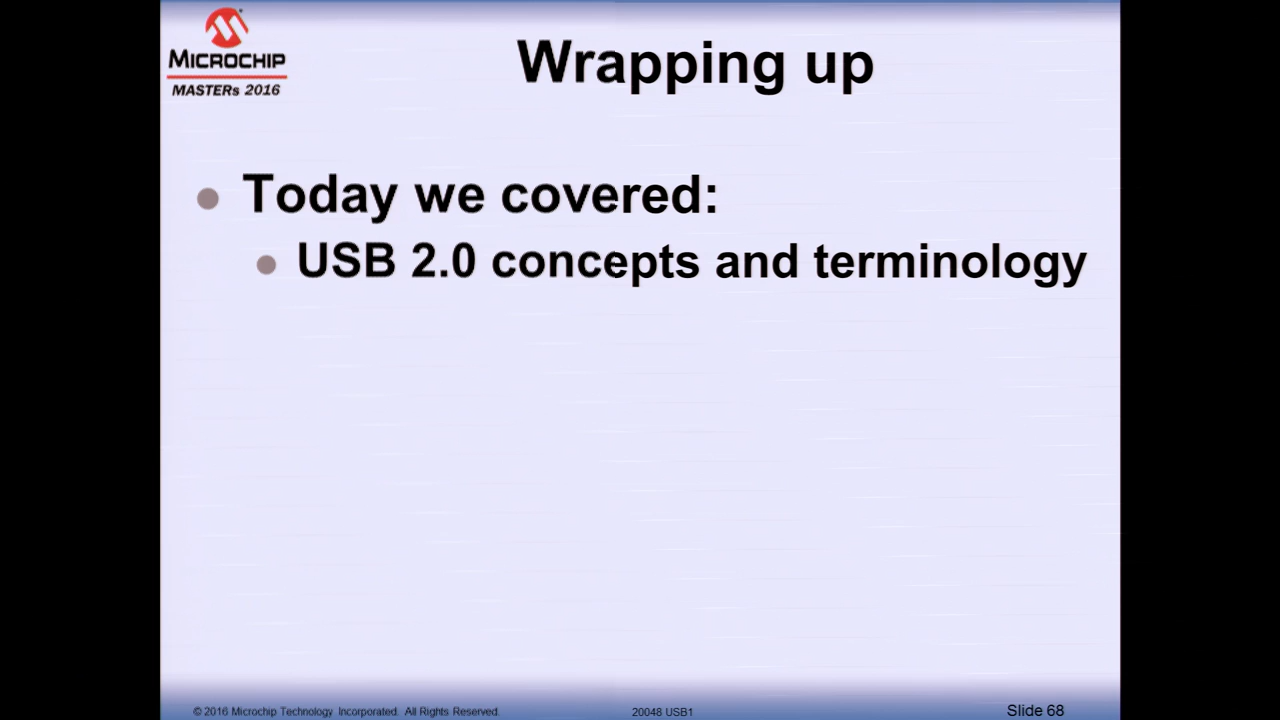 MICROCHIP
MASTERs 2016
Wrapping up
Today we covered:
USB 2.0 concepts and terminology
© 2016 Microchip Technology Incorporated. All Rights Reserved.
20048 USB1
Slide 68